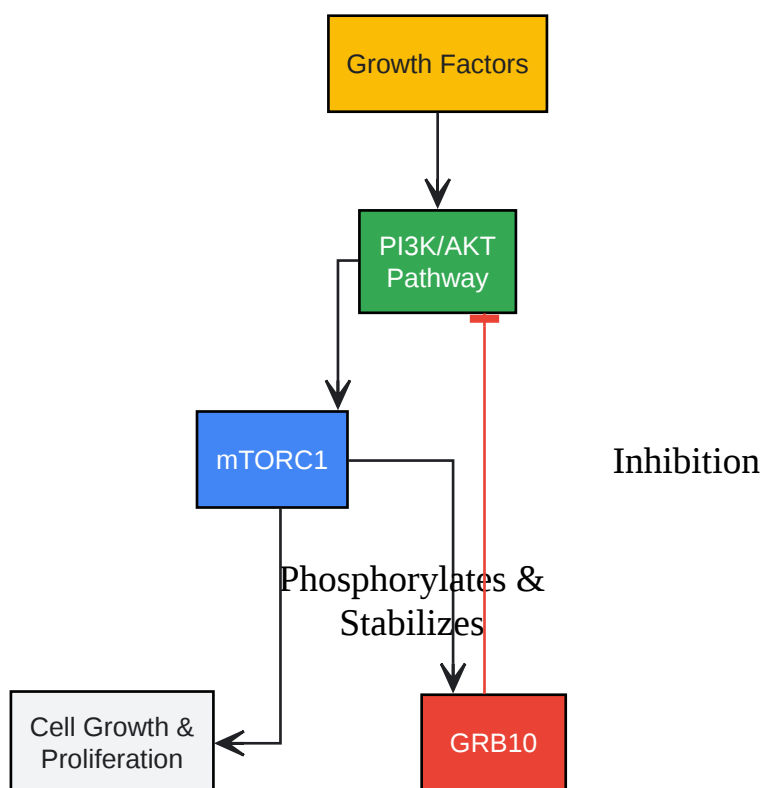 Growth Factors
PI3K/AKT
Pathway
mTORC1
Inhibition
Phosphorylates &
Stabilizes
Cell Growth &
Proliferation
GRB10